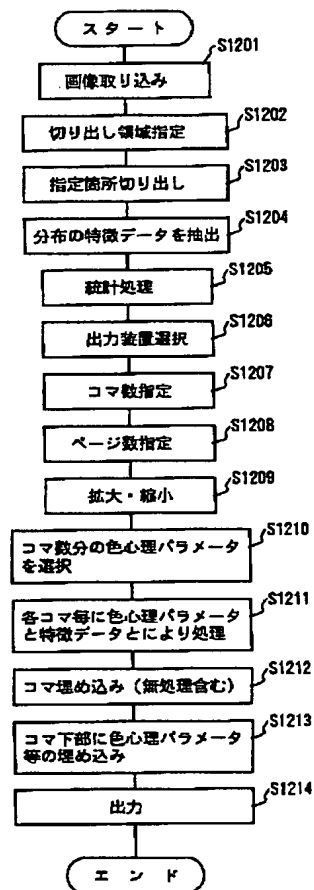 スタート
S1201
画像取り込み
S1202
切り出し領域指定
S1203
指定箇所切り出し
S1204
分布の特徴データを抽出
S1205
統計処理
S1206
出力装置選択
S1207
コマ数指定
S1208
ページ数指定
S1209
拡大・縮小
S1210
コマ数分の色心理パラメータ
を選択
S1211
各コマ毎に色心理パラメータ
と特徴データとにより処理
S1212
コマ埋め込み（無処理含む）
S1213
コマ下部に色心理パラメータ
等の埋め込み
S1214
出力
エンド